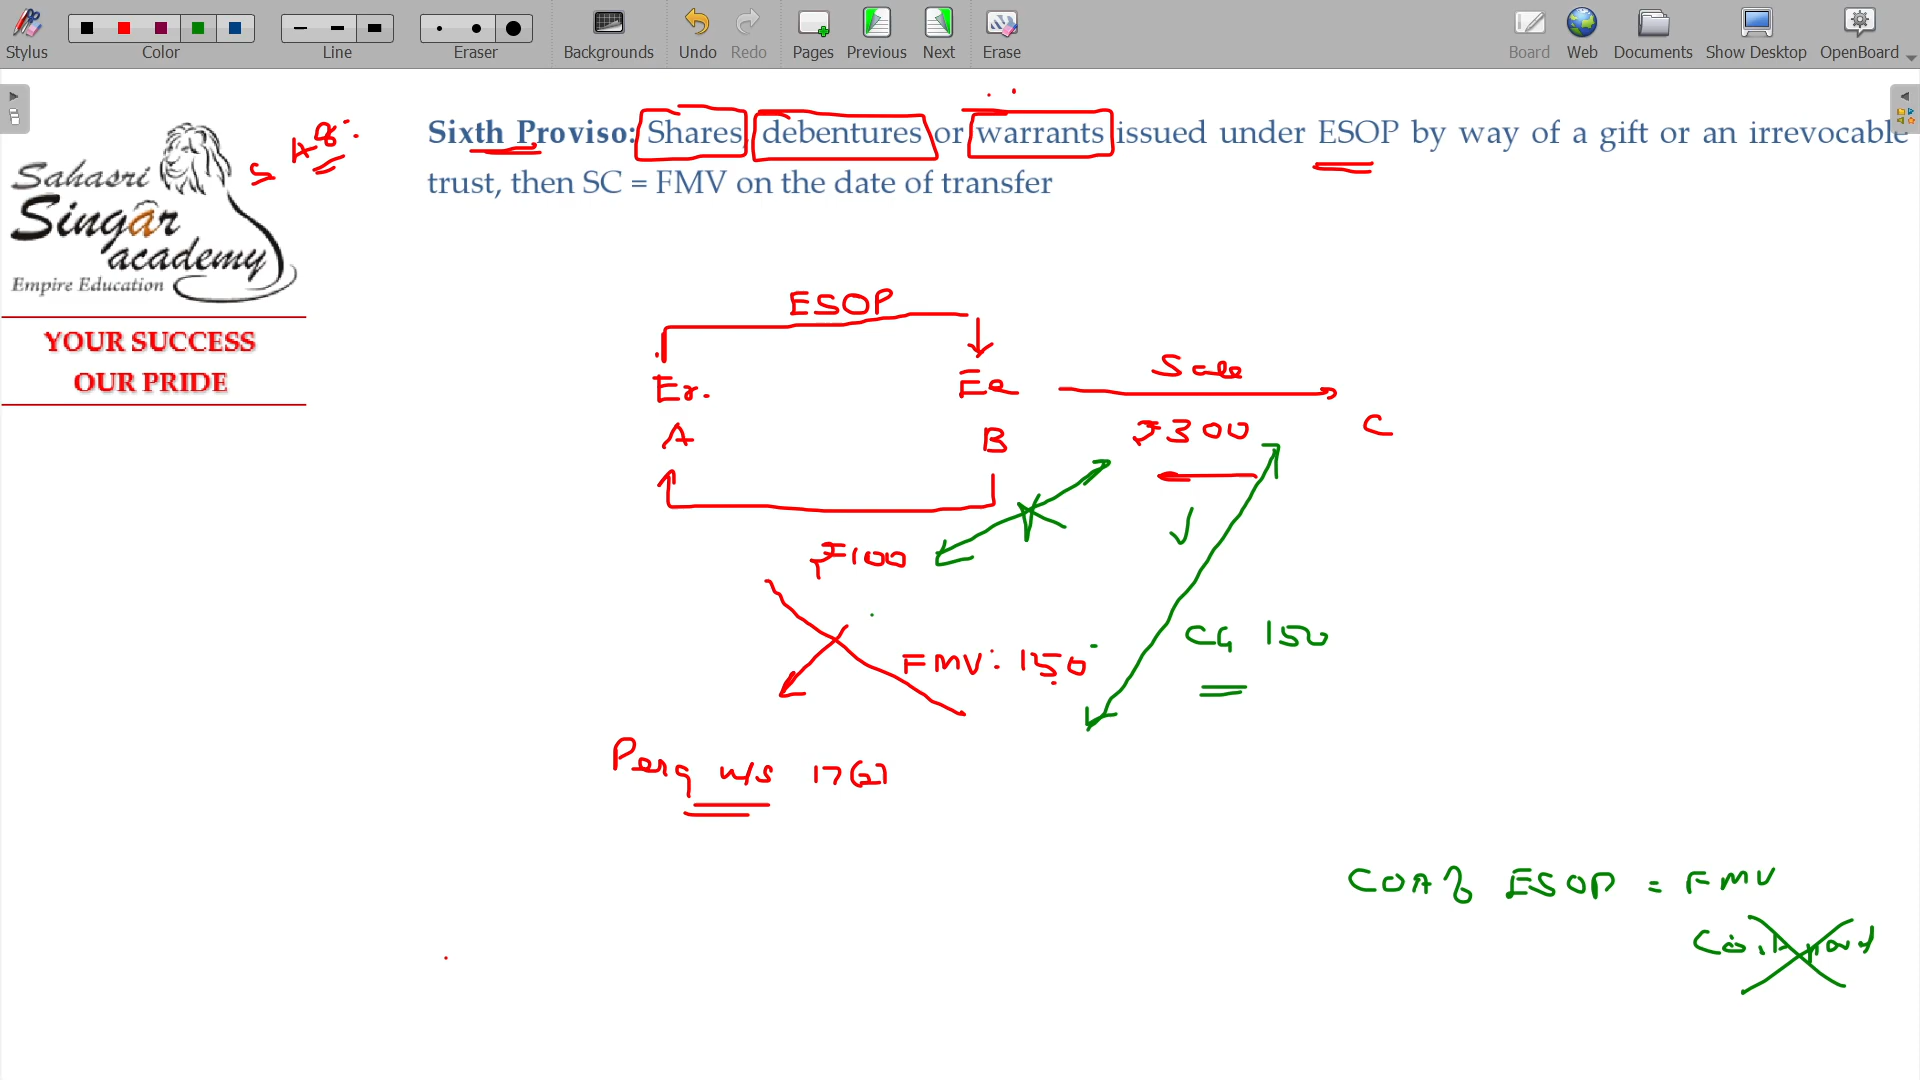 Stylus
Color
Line
Eraser
Backgrounds
Undo
Redo
Pages
Previous
Next
Erase
Board
Web
Documents
Show Desktop
OpenBoard
Sahasri
Singar
academy
Empire Education
YOUR SUCCESS
OUR PRIDE
S 48
Sixth Proviso: Shares, debentures or warrants issued under ESOP by way of a gift or an irrevocable
trust, then SC = FMV on the date of transfer
ESOP
Er.
Ee
Sale
A
B
₹300
C
₹100
FMV: 150
CG 150
Perq u/s 17(2)
COA of ESOP = FMV